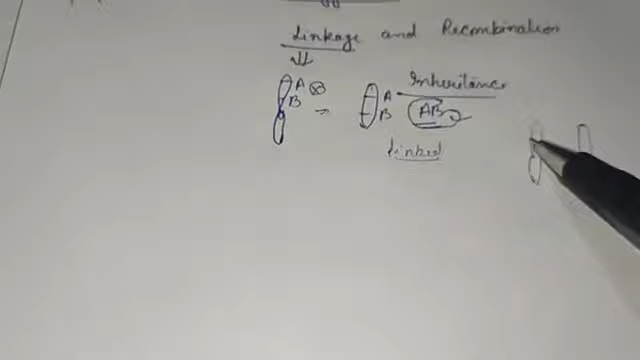 Linkage and Recombination
Inheritance
A
B
=
A
B
AB
Linked